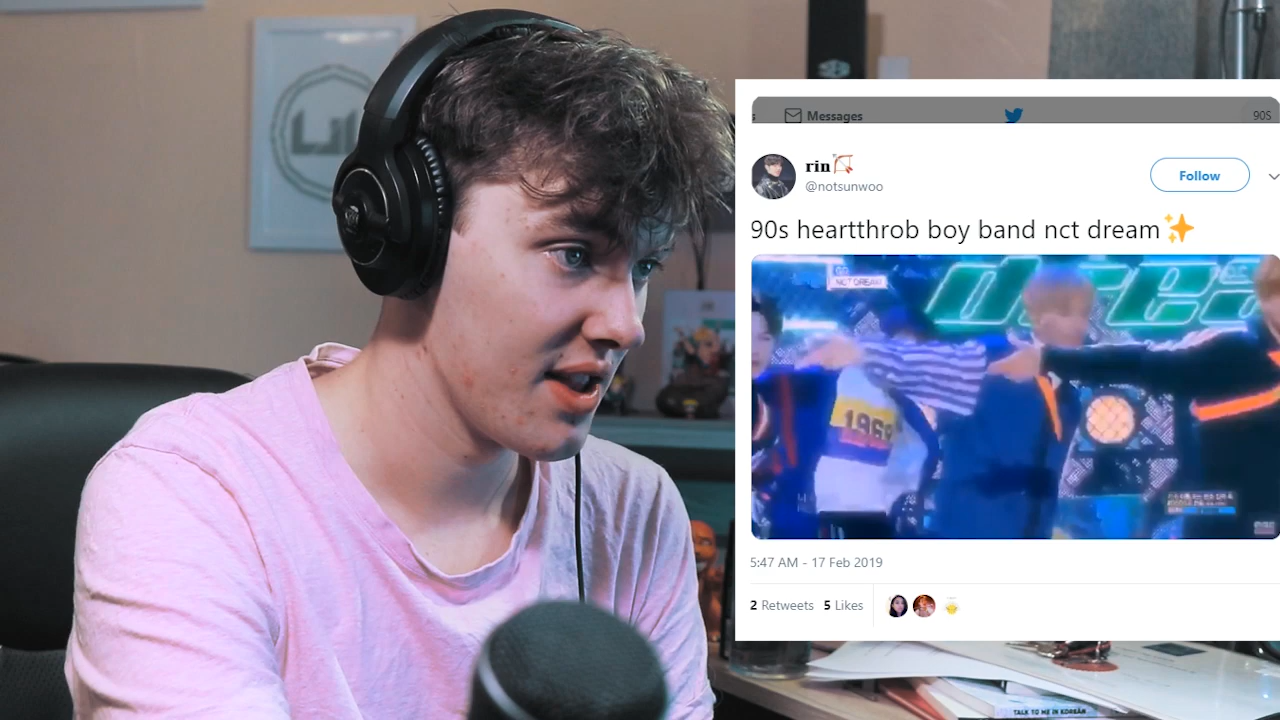 Messages
90S
rin
@notsunwoo
Follow
90s heartthrob boy band nct dream
NCT DREAM
1969
5:47 AM - 17 Feb 2019
2 Retweets 5 Likes
TALK TO ME IN KOREAN